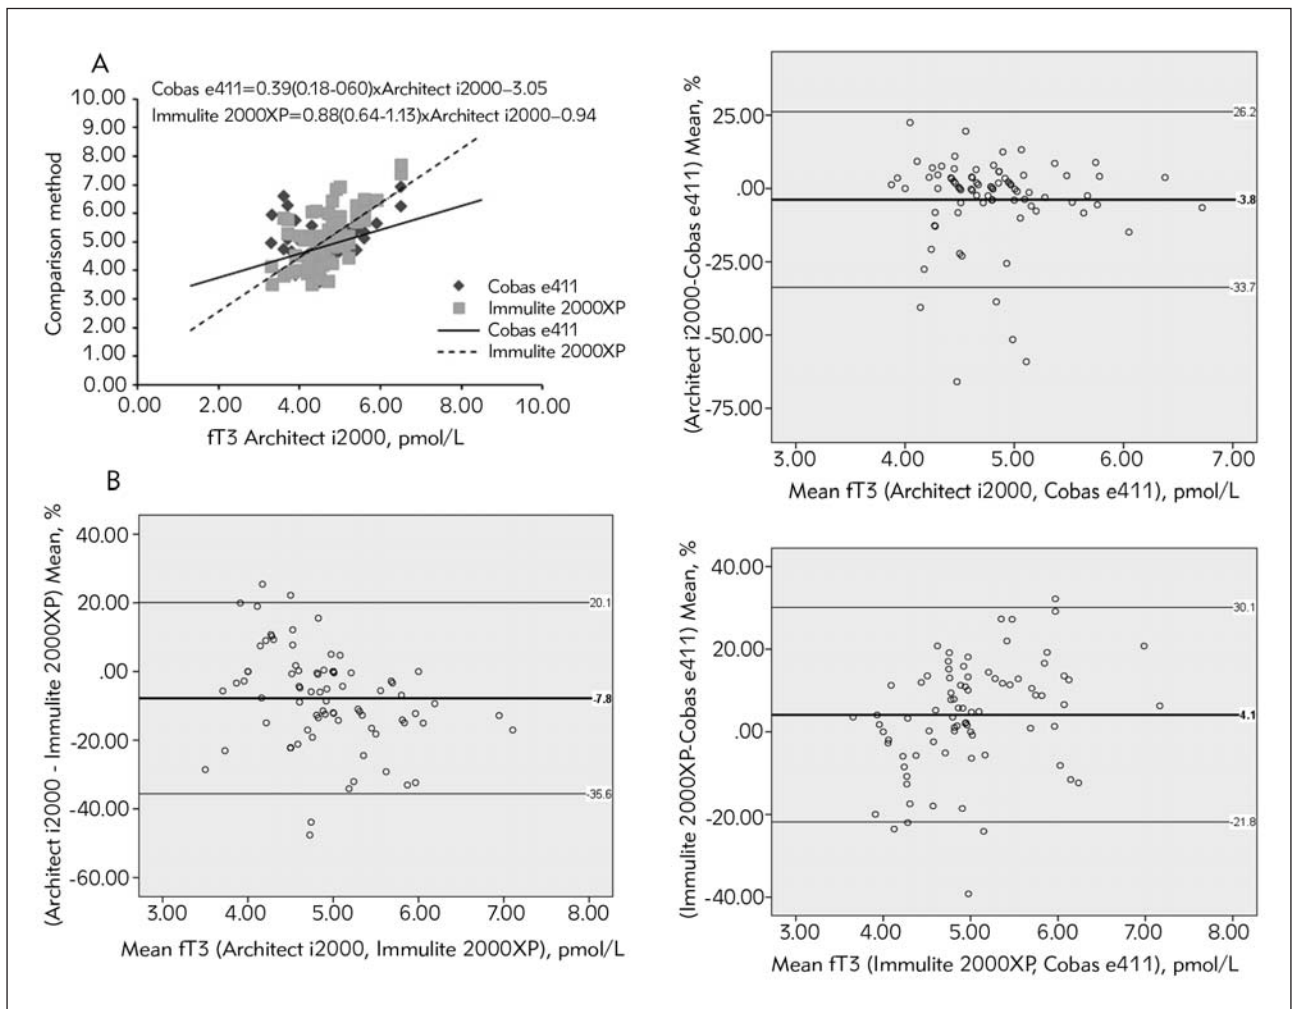 A
Cobas e411=0.39(0.18-060)xArchitect i2000–3.05
Immulite 2000XP=0.88(0.64-1.13)xArchitect i2000–0.94
Comparison method
10.00
9.00
8.00
7.00
6.00
5.00
4.00
3.00
2.00
1.00
0.00
Cobas e411
Immulite 2000XP
Cobas e411
Immulite 2000XP
0.00 2.00 4.00 6.00 8.00 10.00
fT3 Architect i2000, pmol/L
(Architect i2000-Cobas e411) Mean, %
25.00
.00
-25.00
-50.00
-75.00
26.2
-3.8
-33.7
3.00 4.00 5.00 6.00 7.00
Mean fT3 (Architect i2000, Cobas e411), pmol/L
B
(Architect i2000 - Immulite 2000XP) Mean, %
40.00
20.00
.00
-20.00
-40.00
-60.00
20.1
-7.8
-35.6
3.00 4.00 5.00 6.00 7.00 8.00
Mean fT3 (Architect i2000, Immulite 2000XP), pmol/L
(Immulite 2000XP-Cobas e411) Mean, %
40.00
20.00
.00
-20.00
-40.00
30.1
4.1
-21.8
3.00 4.00 5.00 6.00 7.00 8.00
Mean fT3 (Immulite 2000XP, Cobas e411), pmol/L